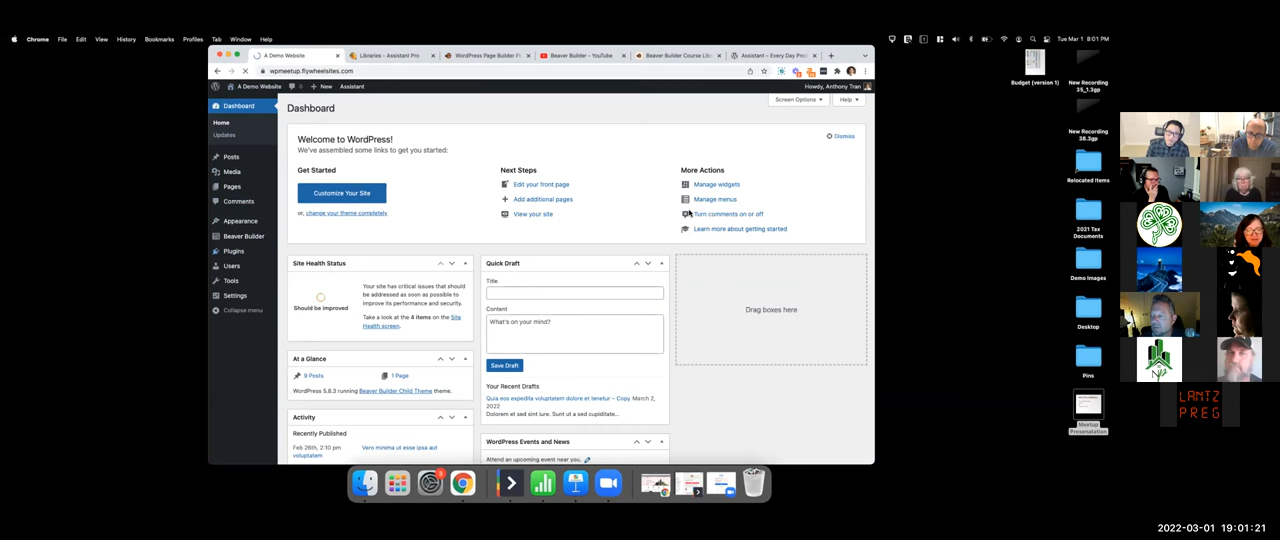 Chrome File Edit View History Bookmarks Profiles Tab Window Help
Tue Mar 1 8:01 PM
A Demo Website
Libraries - Assistant Pro
WordPress Page Builder P
Beaver Builder - YouTube
Beaver Builder Course Lib
Assistant – Every Day Prod
wpmeetup.flywheelsites.com
A Demo Website 0 + New Assistant
Howdy, Anthony Tran
Dashboard
Home
Updates
Posts
Media
Pages
Comments
Appearance
Beaver Builder
Plugins
Users
Tools
Settings
Collapse menu
Dashboard
Screen Options
Help
Welcome to WordPress!
We've assembled some links to get you started:
Dismiss
Get Started
Customize Your Site
or, change your theme completely
Next Steps
Edit your front page
Add additional pages
View your site
More Actions
Manage widgets
Manage menus
Turn comments on or off
Learn more about getting started
Site Health Status
Should be improved
Your site has critical issues that should
be addressed as soon as possible to
improve its performance and security.
Take a look at the 4 items on the Site
Health screen.
At a Glance
9 Posts
1 Page
WordPress 5.8.3 running Beaver Builder Child Theme theme.
Activity
Recently Published
Feb 26th, 2:10 pm
Vero minima ut esse ipsa aut
voluptatem
Quick Draft
Title
Content
What's on your mind?
Save Draft
Your Recent Drafts
Quia eos expedita voluptatem dolore et tenetur – Copy March 2,
2022
Dolorem et sed sint iure. Sunt ut a sed cupiditate...
WordPress Events and News
Attend an upcoming event near you.
Drag boxes here
Budget (version 1)
New Recording
35_1.3gp
New Recording
38.3gp
Relocated Items
2021 Tax
Documents
Demo Images
Desktop
Pins
Meetup
Presentation
LANTZ
PREG
2022-03-01 19:01:21